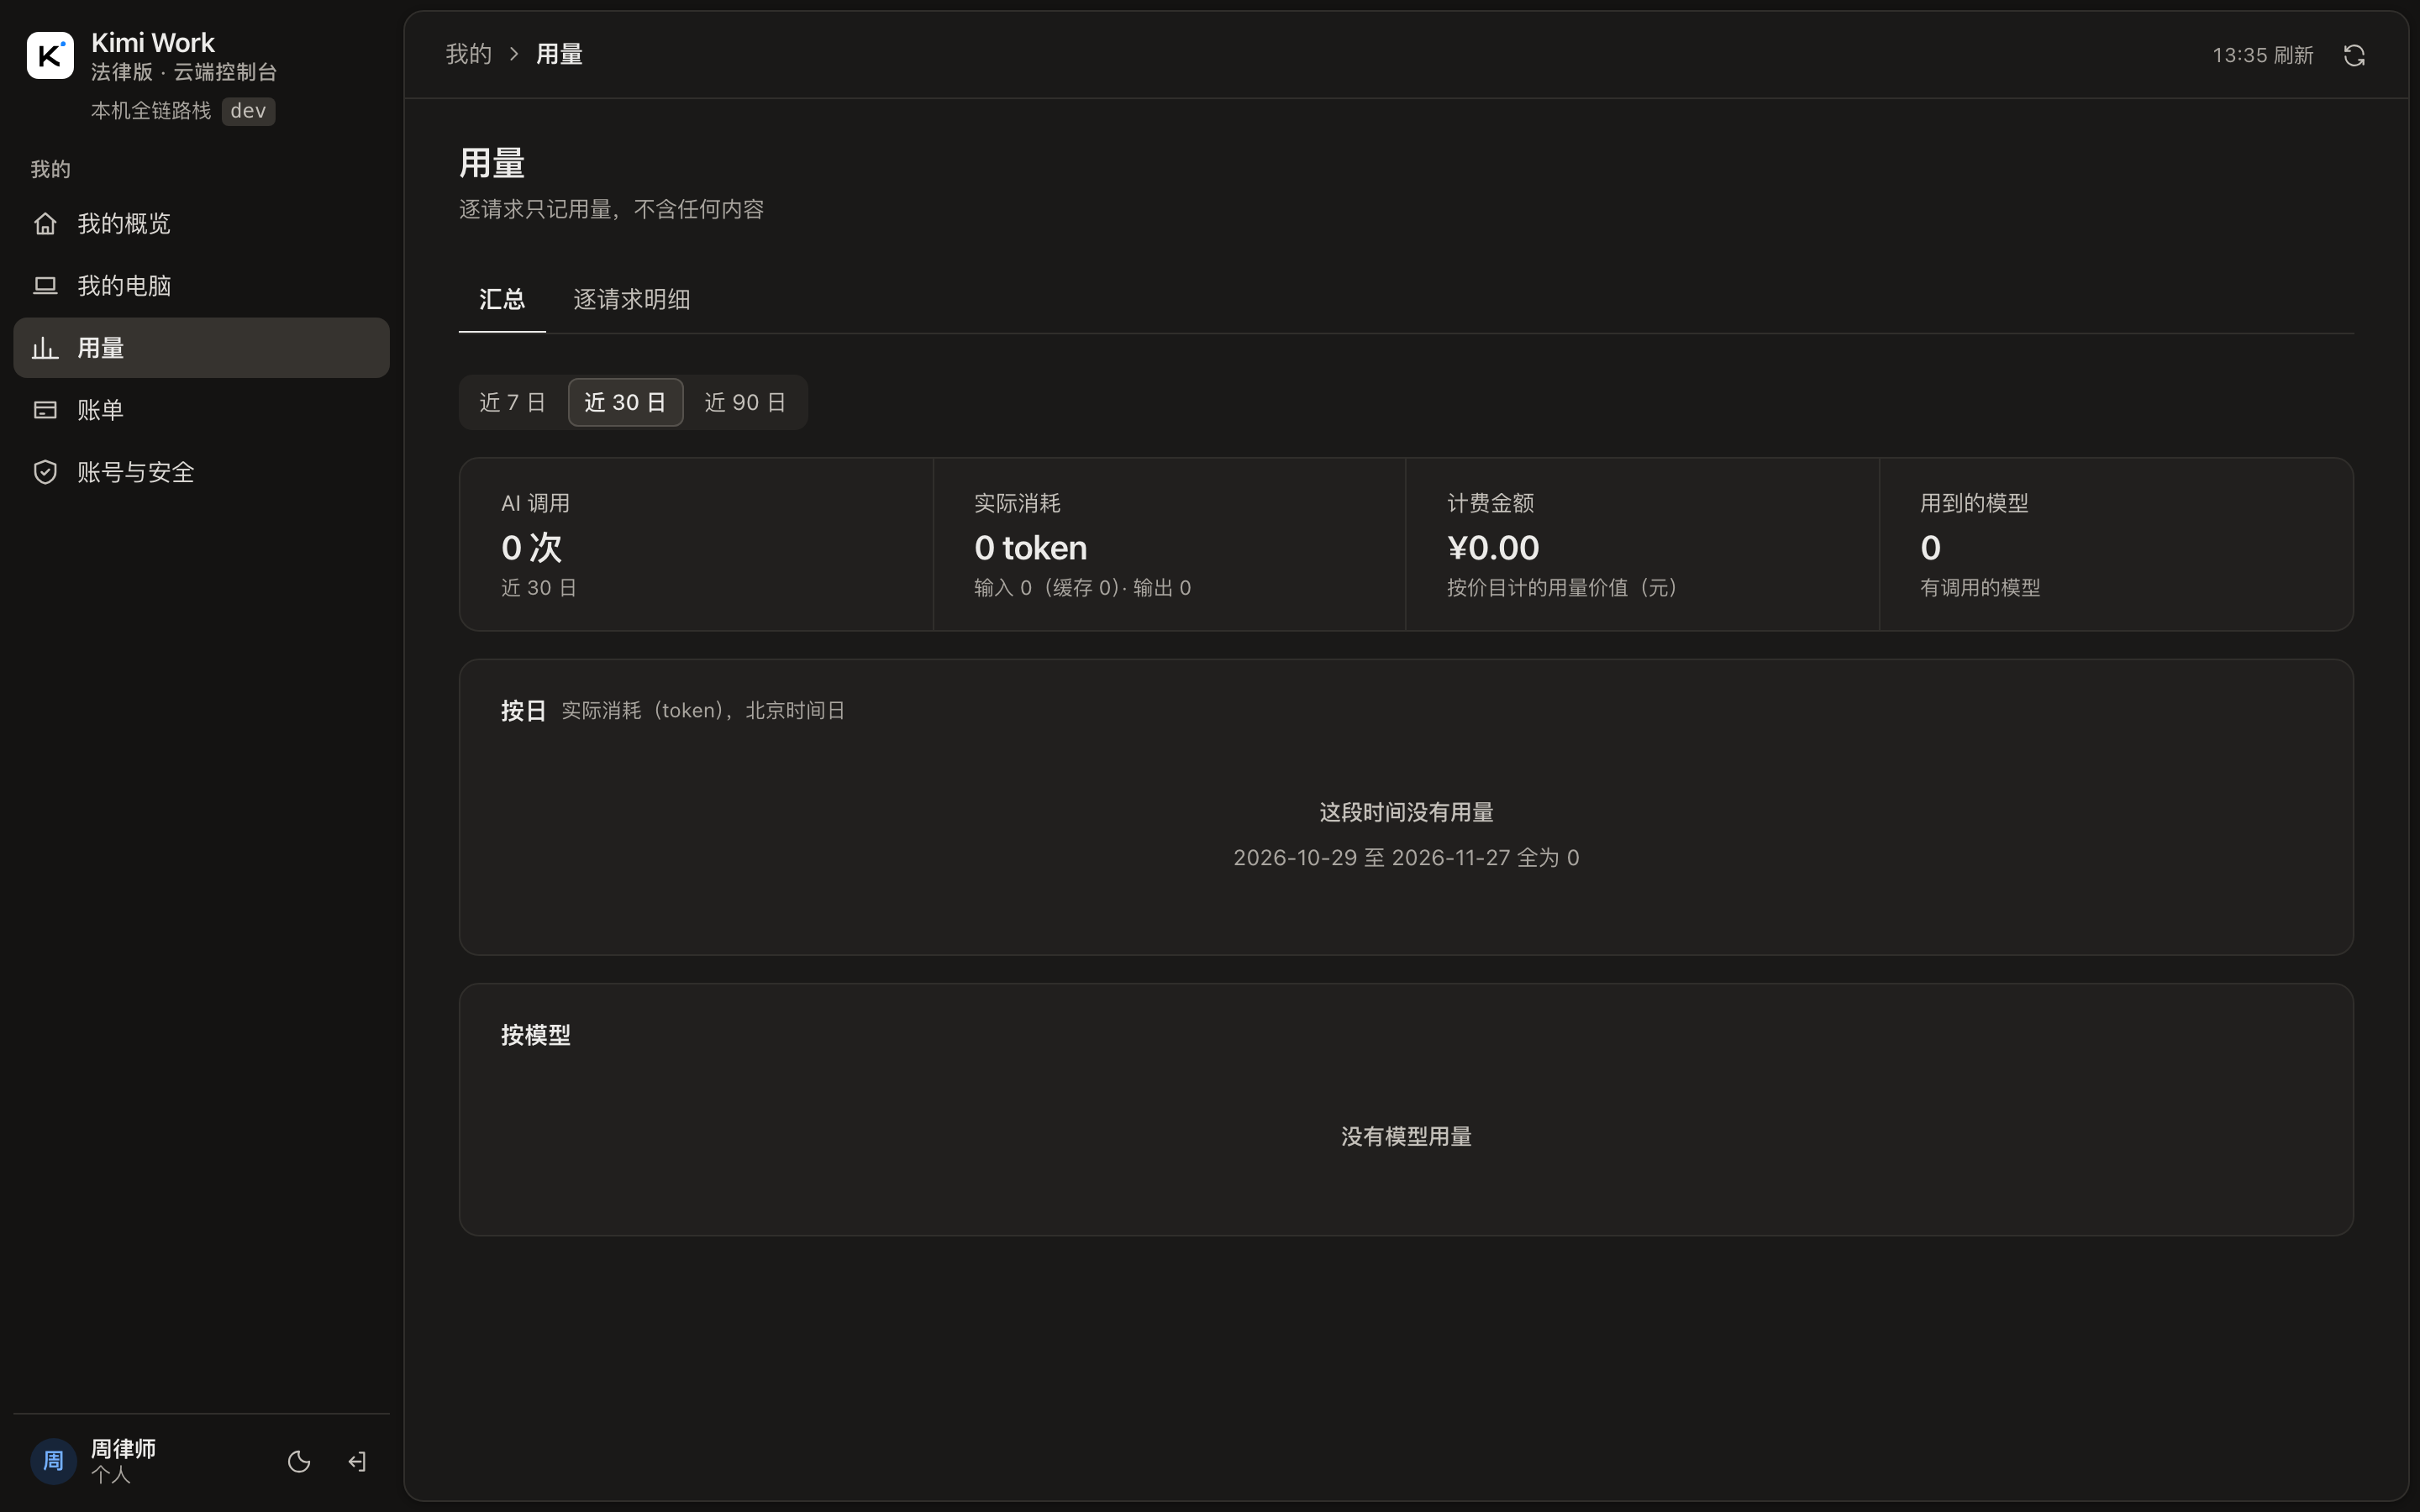 Kimi Work
法律版 · 云端控制台
本机全链路栈 dev
我的
我的概览
我的电脑
用量
账单
账号与安全
周
周律师
个人
我的 > 用量
13:35 刷新
用量
逐请求只记用量，不含任何内容
汇总 逐请求明细
近 7 日 近 30 日 近 90 日
AI 调用
0 次
近 30 日
实际消耗
0 token
输入 0（缓存 0）· 输出 0
计费金额
¥0.00
按价目计的用量价值（元）
用到的模型
0
有调用的模型
按日 实际消耗（token），北京时间日
这段时间没有用量
2026-10-29 至 2026-11-27 全为 0
按模型
没有模型用量